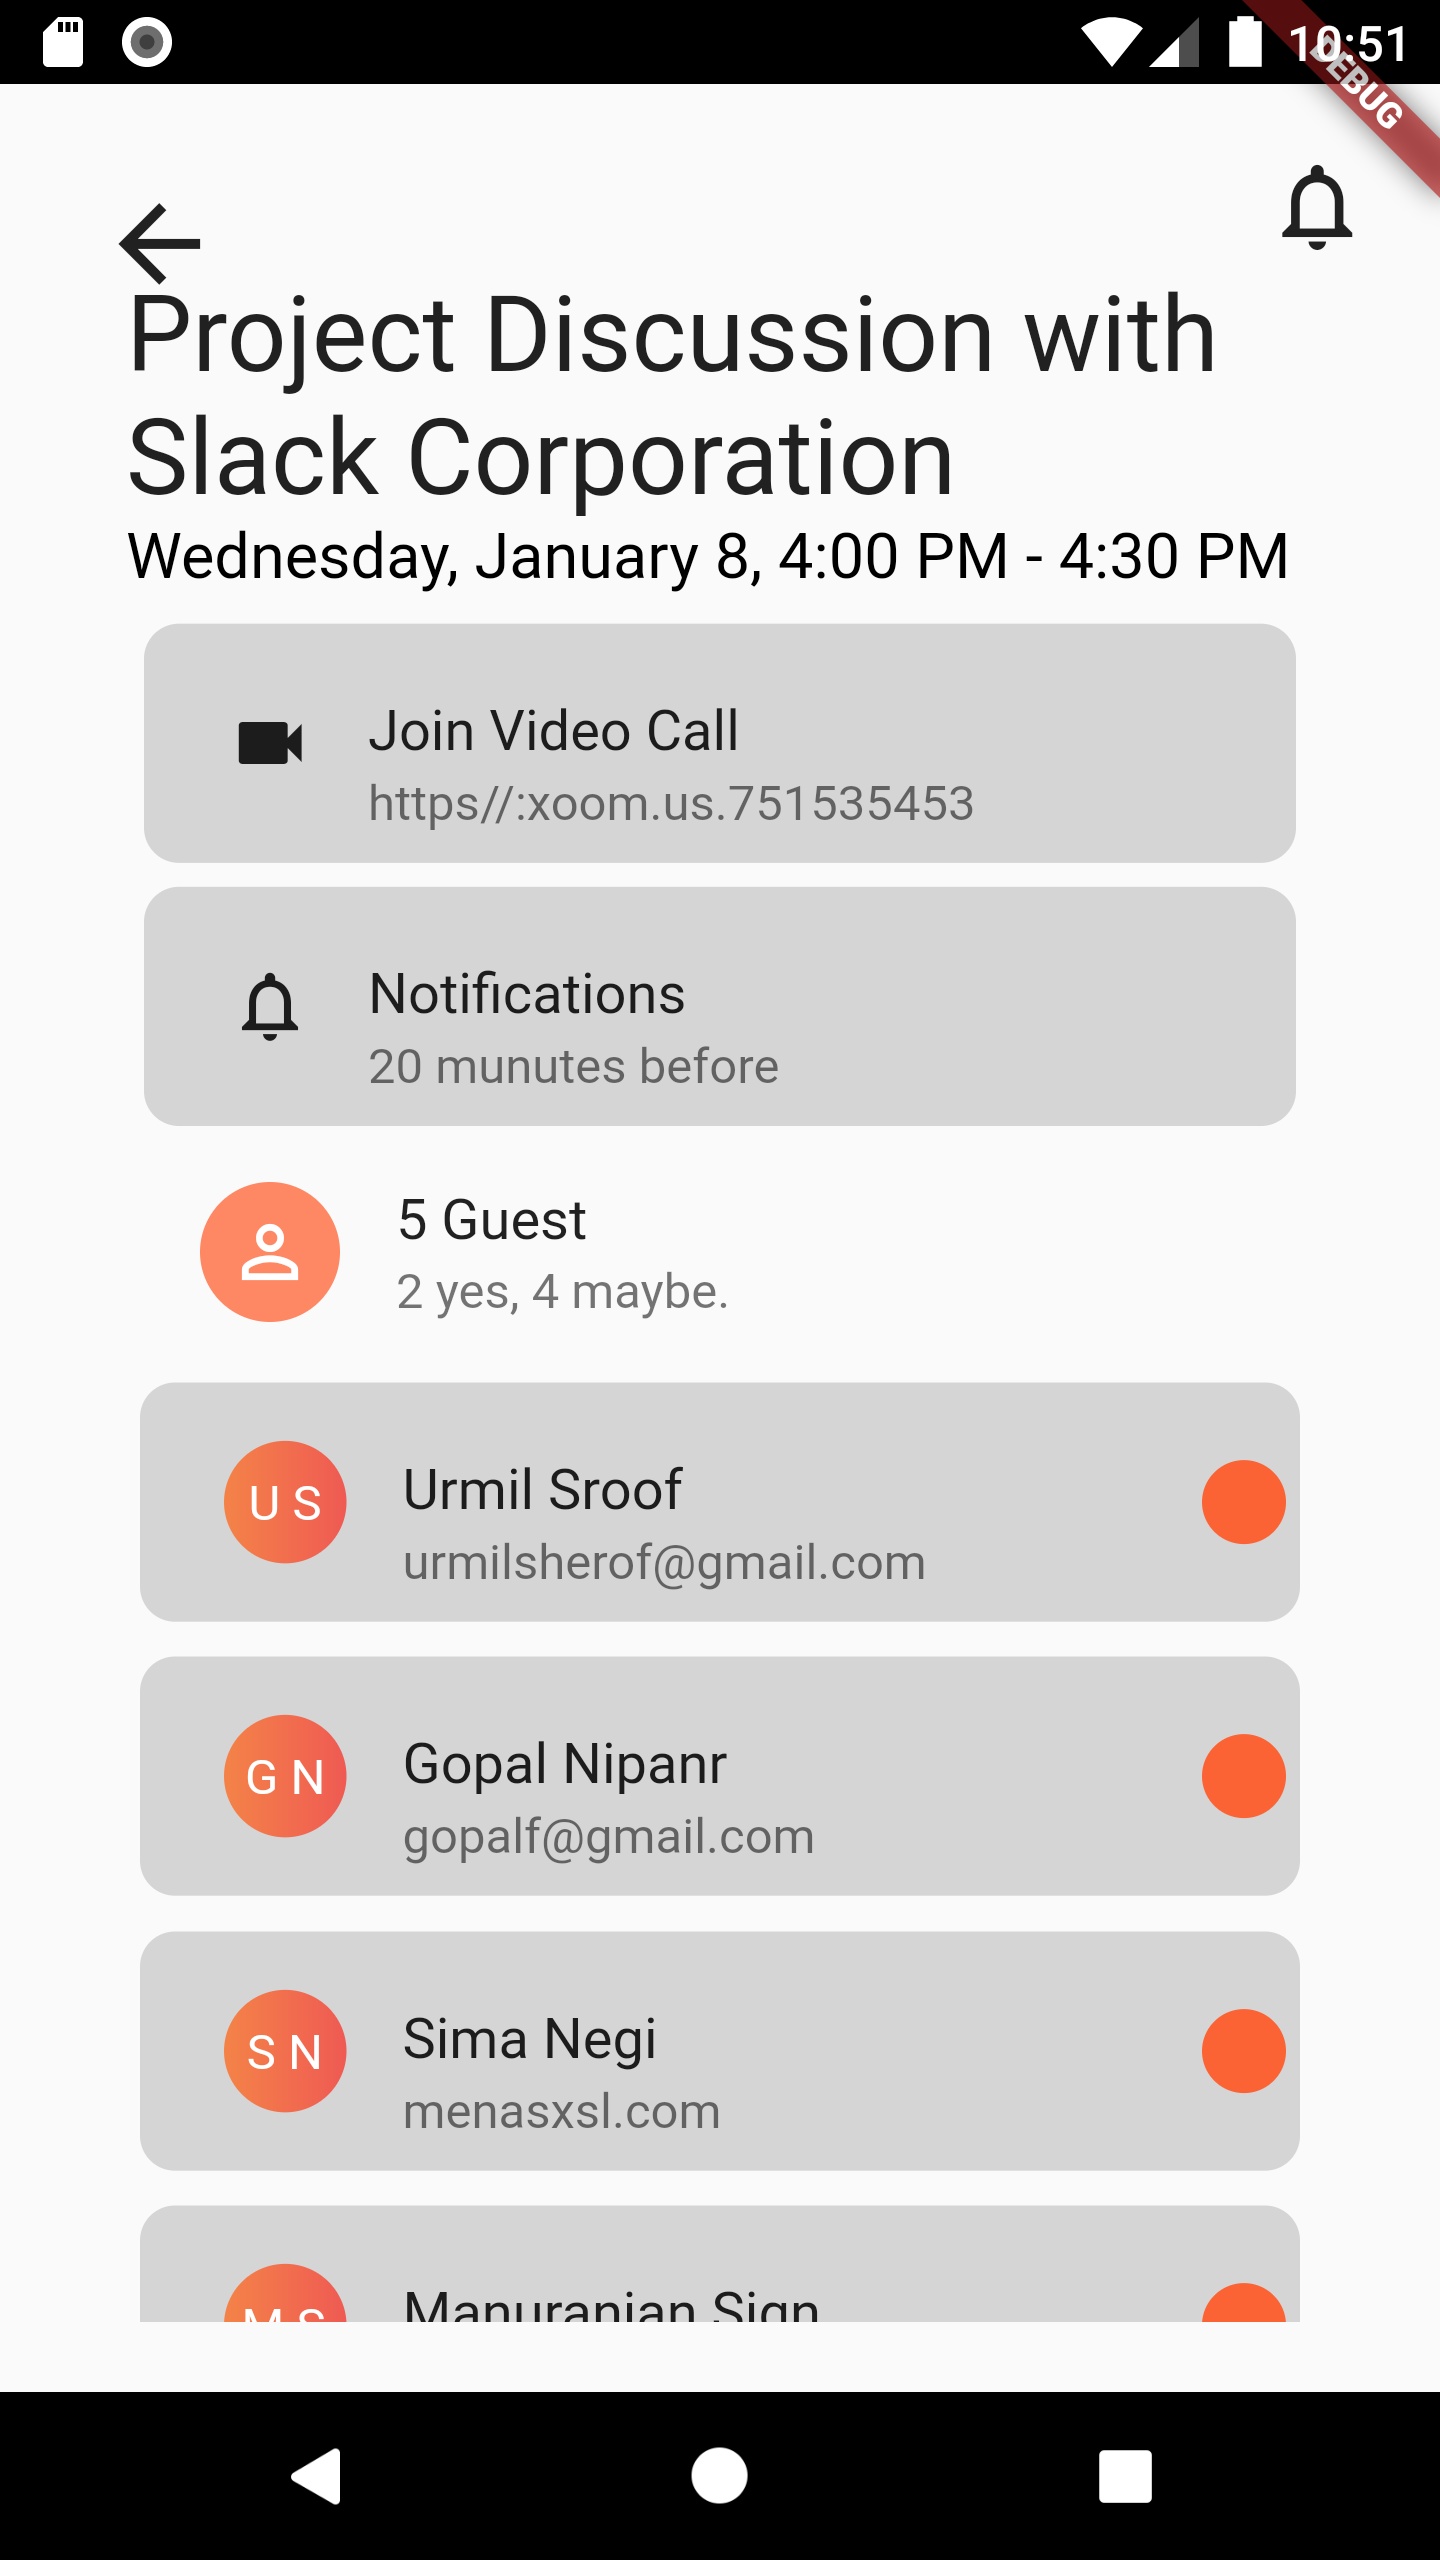 10:51
DEBUG
Project Discussion with
Slack Corporation
Wednesday, January 8, 4:00 PM - 4:30 PM
Join Video Call
https//:xoom.us.751535453
Notifications
20 munutes before
5 Guest
2 yes, 4 maybe.
U S
Urmil Sroof
urmilsherof@gmail.com
G N
Gopal Nipanr
gopalf@gmail.com
S N
Sima Negi
menasxsl.com
M S
Manuranjan Sign